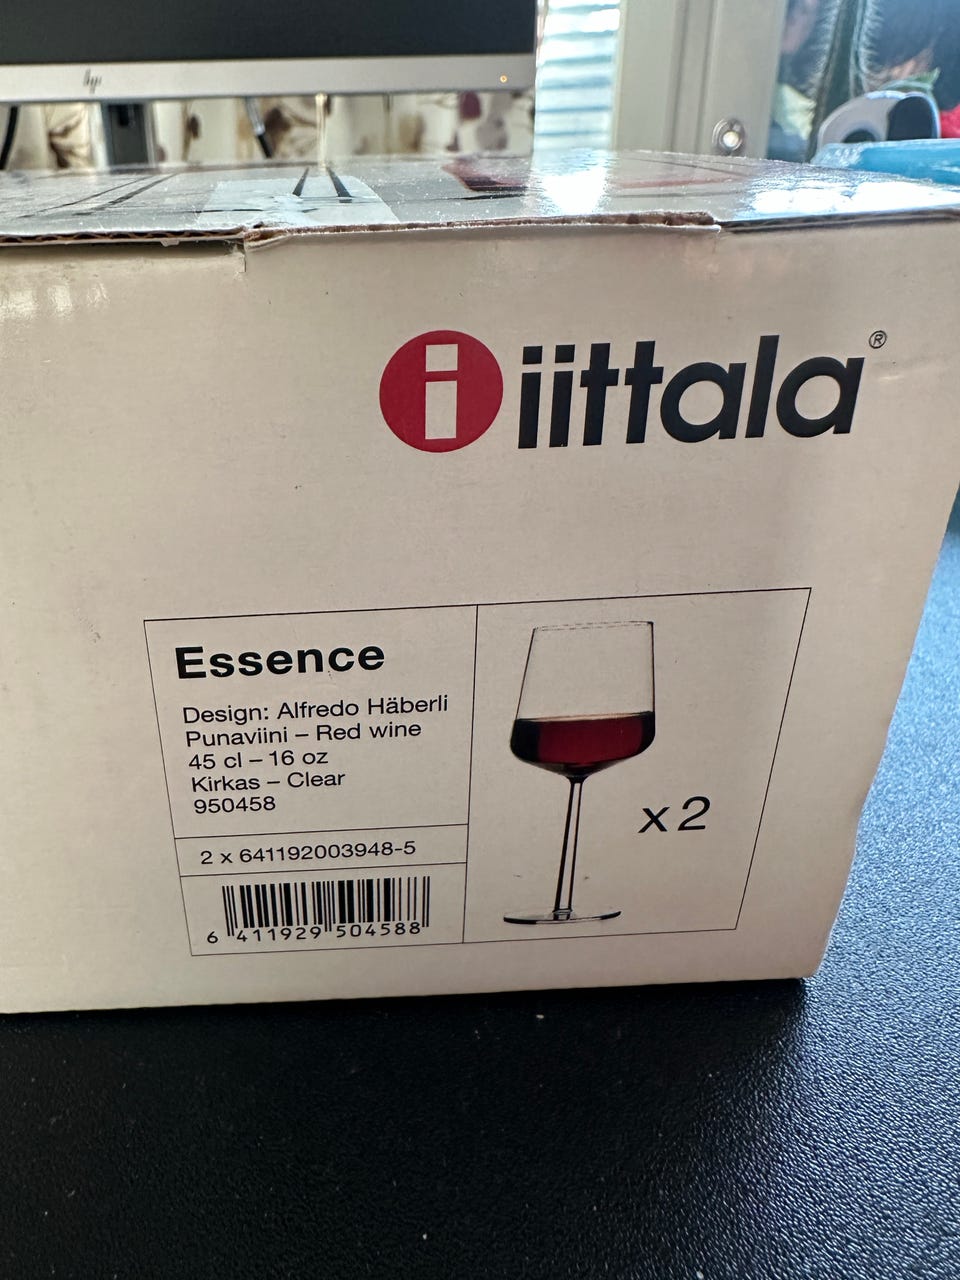 hp
iittala®
Essence
Design: Alfredo Häberli
Punaviini – Red wine
45 cl – 16 oz
Kirkas – Clear
950458
2 x 641192003948-5
6 411929 504588
x2